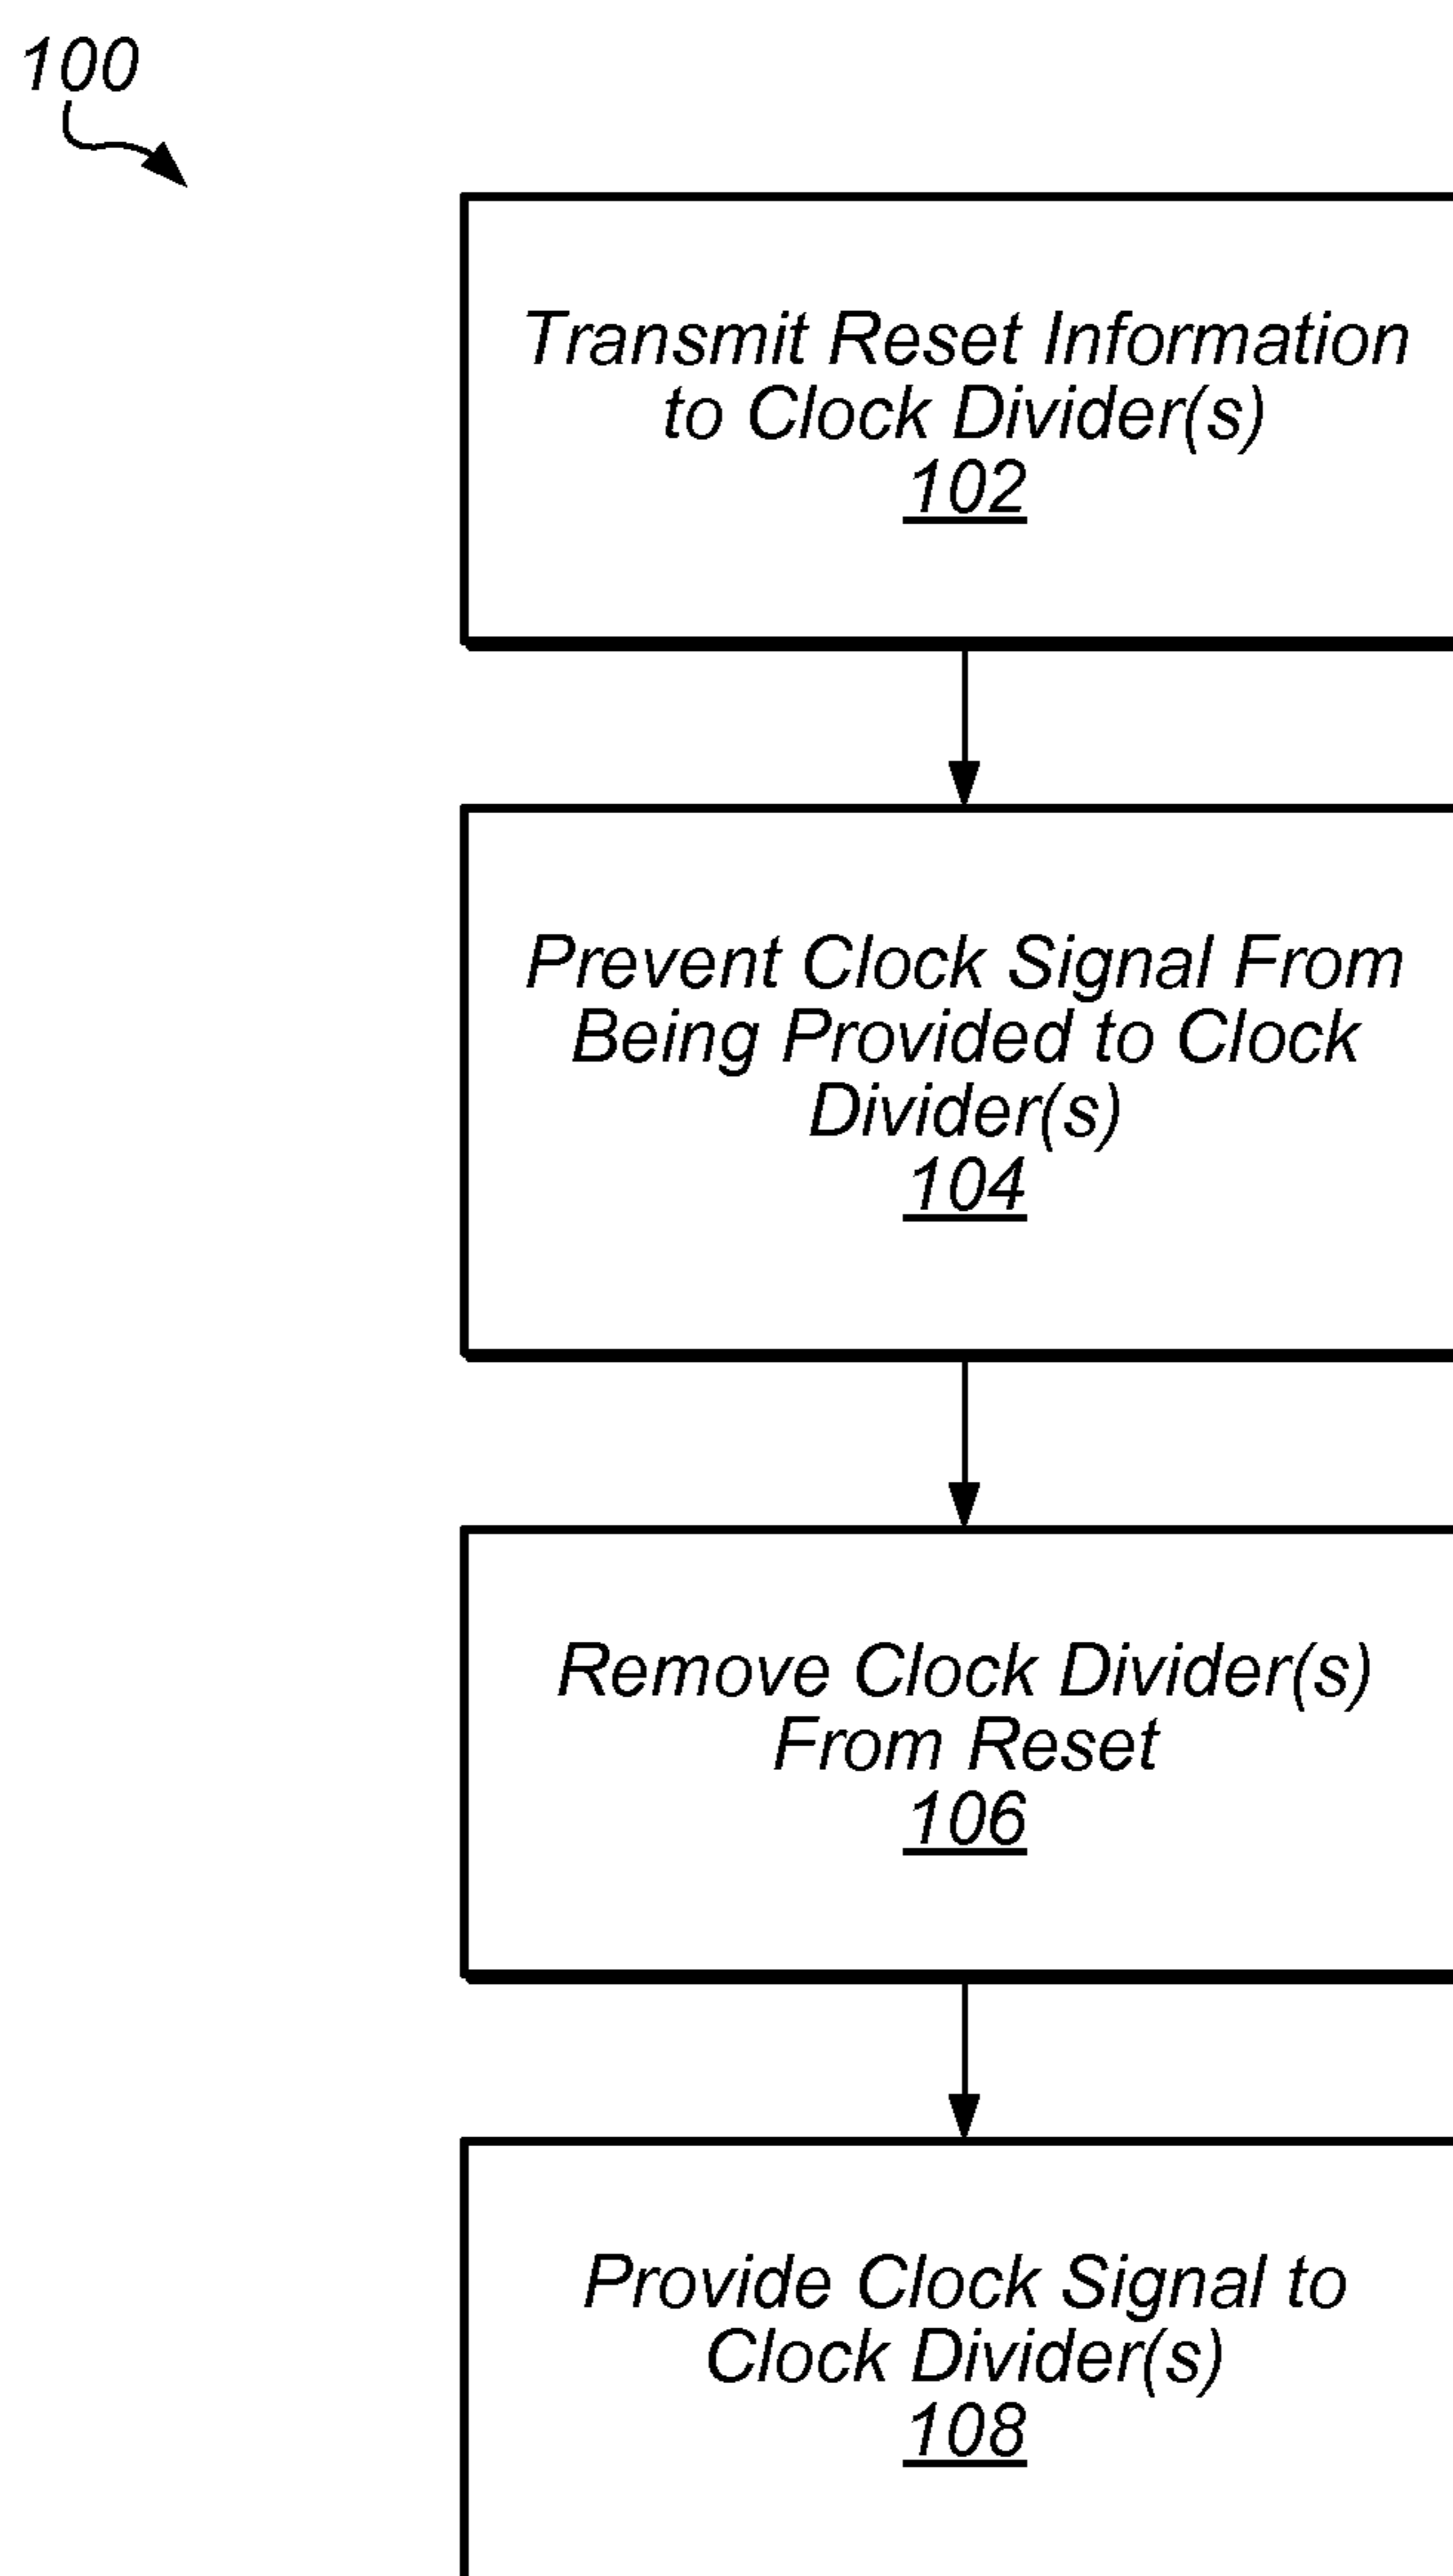 100
Transmit Reset Information
to Clock Divider(s)
102
Prevent Clock Signal From
Being Provided to Clock
Divider(s)
104
Remove Clock Divider(s)
From Reset
106
Provide Clock Signal to
Clock Divider(s)
108